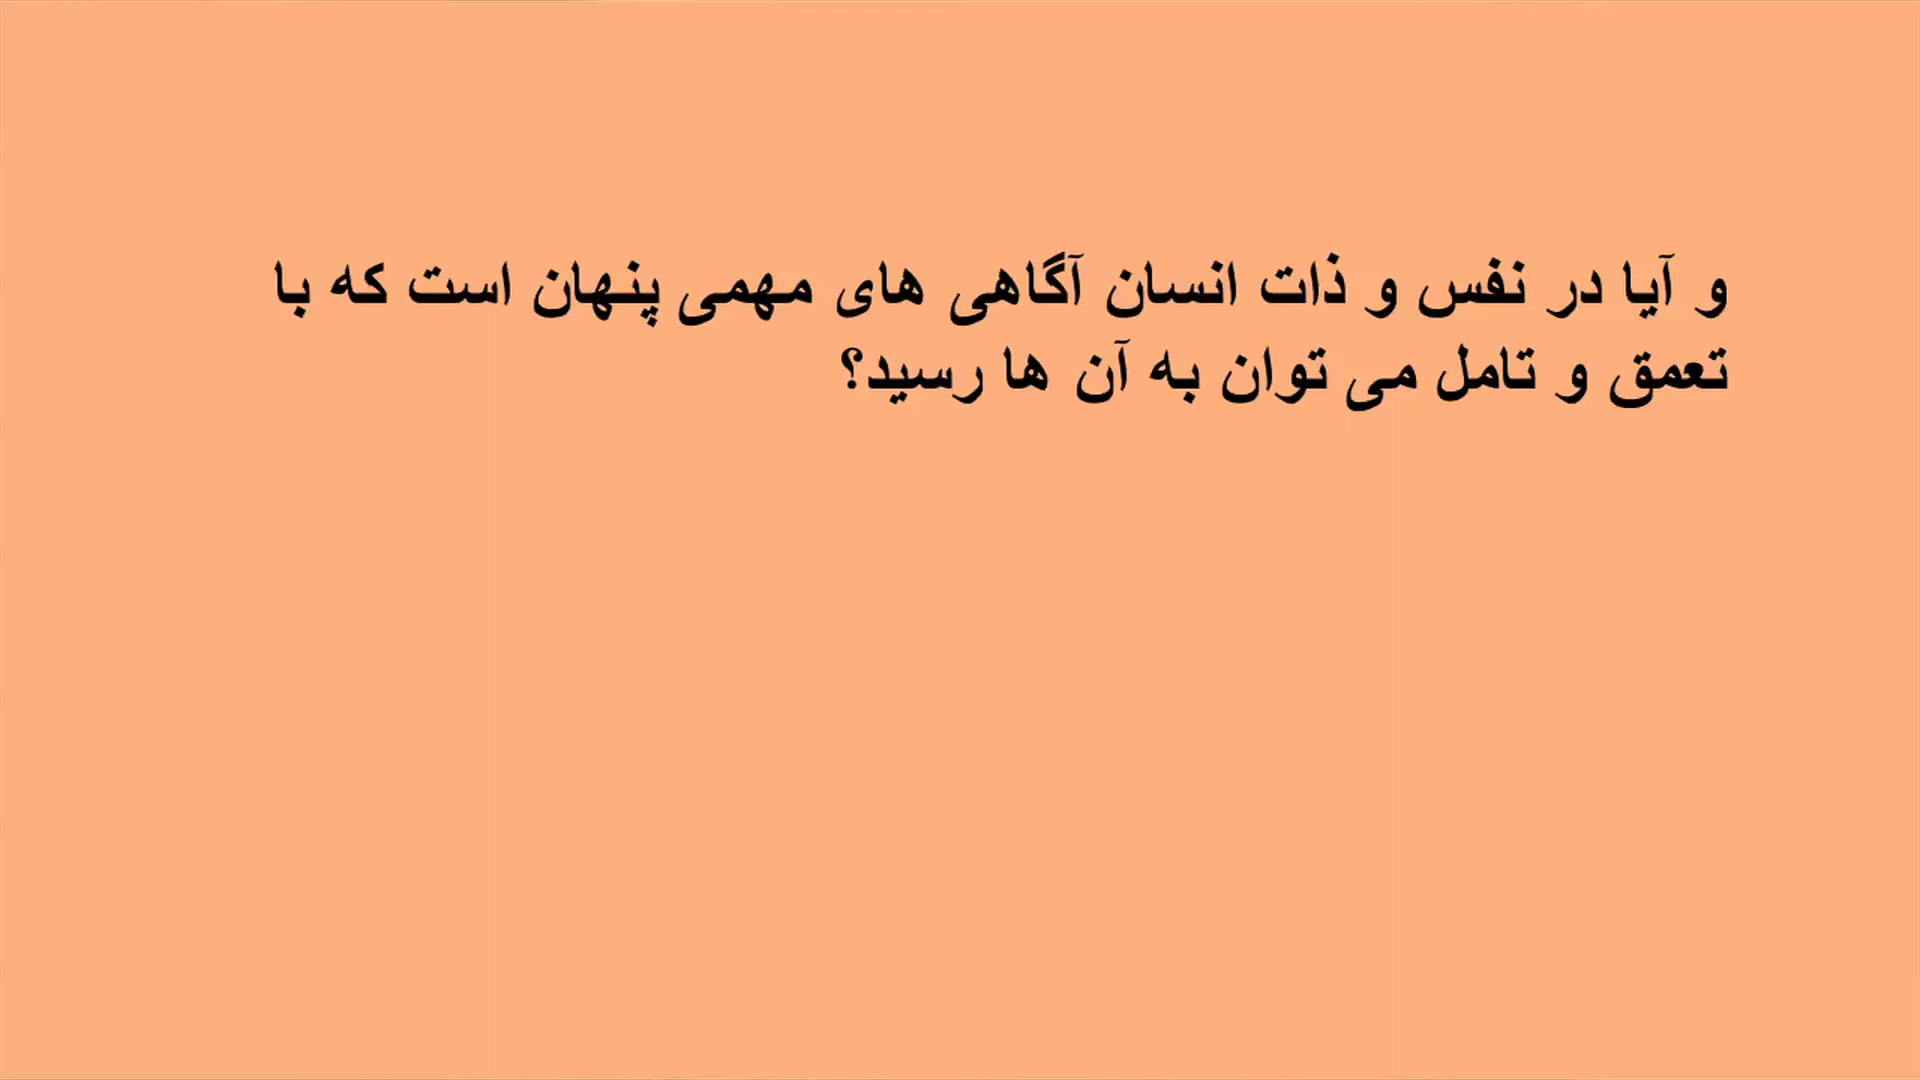 و آیا در نفس و ذات انسان آگاهی های مهمی پنهان است که با
تعمق و تامل می توان به آن ها رسید؟